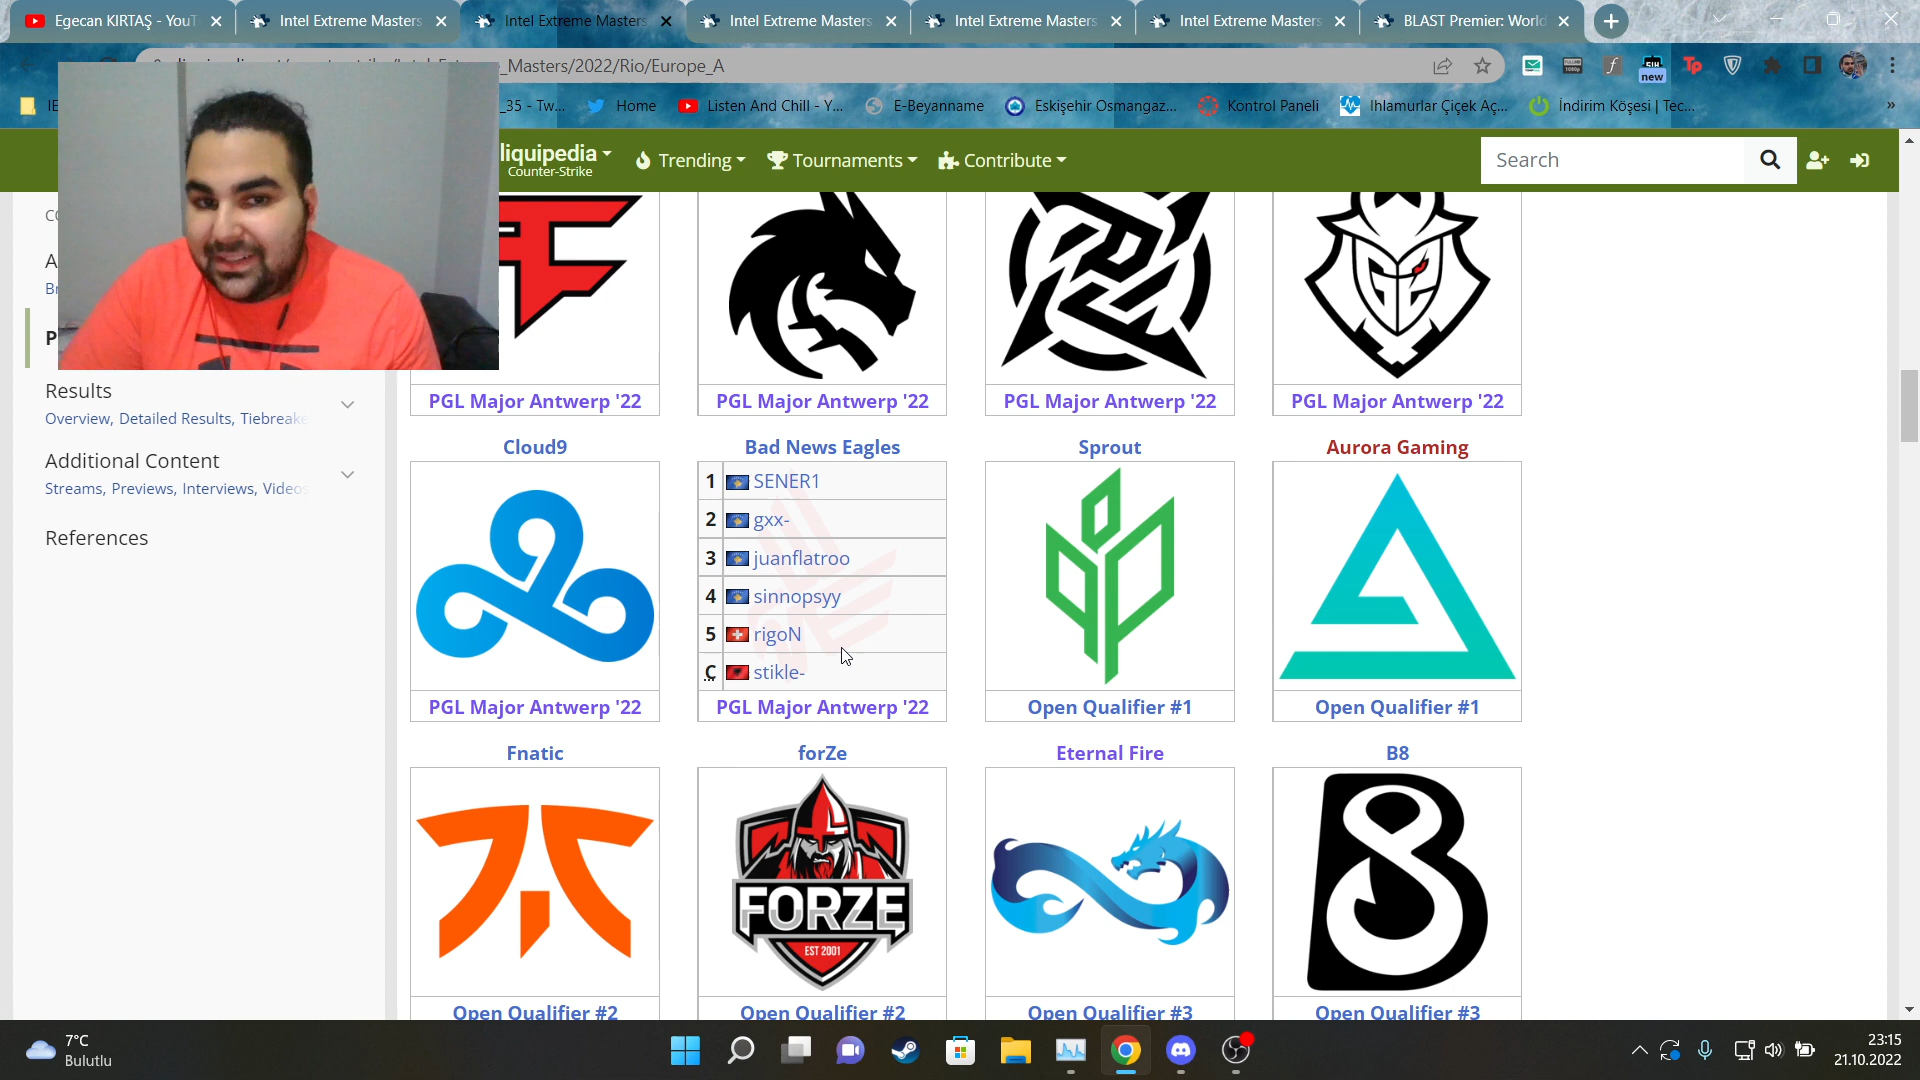 Egecan KIRTAŞ - YouT
Intel Extreme Masters
Intel Extreme Masters
Intel Extreme Masters
Intel Extreme Masters
Intel Extreme Masters
BLAST Premier: World
_Masters/2022/Rio/Europe_A
new
_35 - Tw...
Home
Listen And Chill - Y...
E-Beyanname
Eskişehir Osmangaz...
Kontrol Paneli
Ihlamurlar Çiçek Aç...
İndirim Köşesi | Tec...
»
liquipedia
Counter-Strike
Trending
Tournaments
Contribute
Search
Results
Overview, Detailed Results, Tiebreake
Additional Content
Streams, Previews, Interviews, Videos
References
PGL Major Antwerp '22
PGL Major Antwerp '22
PGL Major Antwerp '22
PGL Major Antwerp '22
Cloud9
Bad News Eagles
Sprout
Aurora Gaming
1 SENER1
2 gxx-
3 juanflatroo
4 sinnopsyy
5 rigoN
C stikle-
PGL Major Antwerp '22
PGL Major Antwerp '22
Open Qualifier #1
Open Qualifier #1
Fnatic
forZe
Eternal Fire
B8
FORZE
EST 2001
Open Qualifier #2
Open Qualifier #2
Open Qualifier #3
Open Qualifier #3
7°C
Bulutlu
23:15
21.10.2022